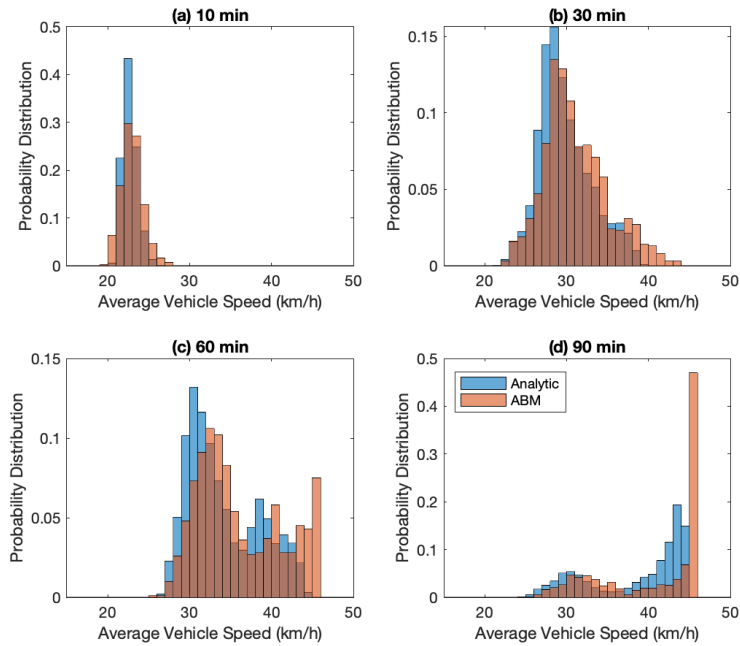 (a) 10 min
0.5
0.4
0.3
0.2
0.1
0
20 30 40 50
Probability Distribution
Average Vehicle Speed (km/h)
(b) 30 min
0.15
0.1
0.05
0
20 30 40 50
Probability Distribution
Average Vehicle Speed (km/h)
(c) 60 min
0.15
0.1
0.05
0
20 30 40 50
Probability Distribution
Average Vehicle Speed (km/h)
(d) 90 min
0.5
0.4
0.3
0.2
0.1
0
20 30 40 50
Probability Distribution
Average Vehicle Speed (km/h)
Analytic
ABM